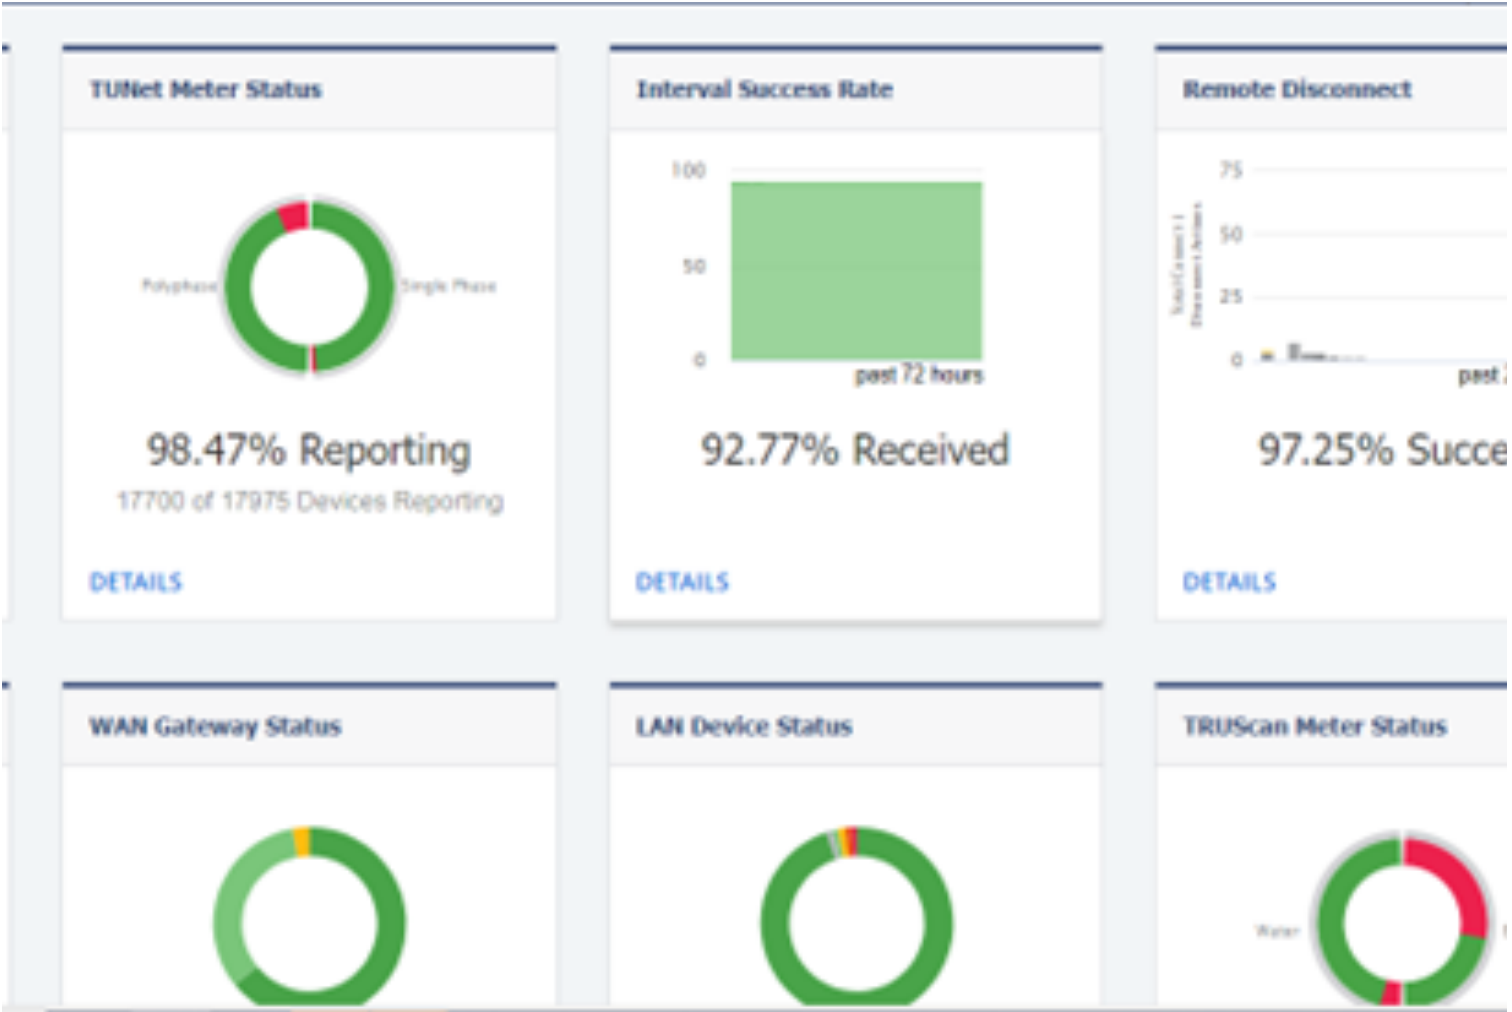 TUNet Meter Status
Polyphase
Single Phase
98.47% Reporting
17700 of 17975 Devices Reporting
DETAILS
Interval Success Rate
100
50
0
past 72 hours
92.77% Received
DETAILS
Remote Disconnect
75
50
25
0
past
97.25% Succe
DETAILS
WAN Gateway Status
LAN Device Status
TRUScan Meter Status
Water